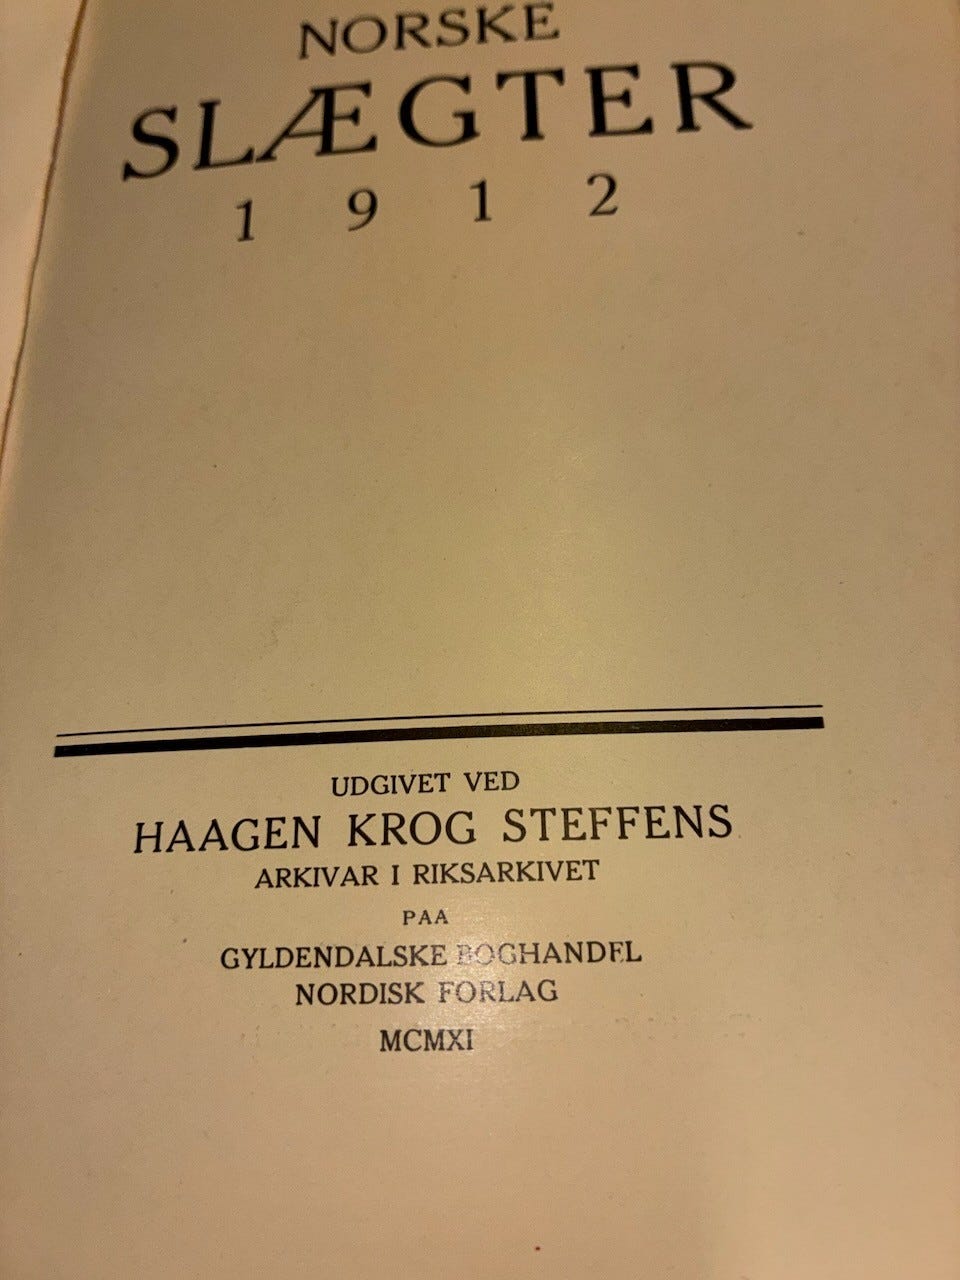 NORSKE
SLÆGTER
1912
UDGIVET VED
HAAGEN KROG STEFFENS
ARKIVAR I RIKSARKIVET
PAA
GYLDENDALSKE BOGHANDEL
NORDISK FORLAG
MCMXI